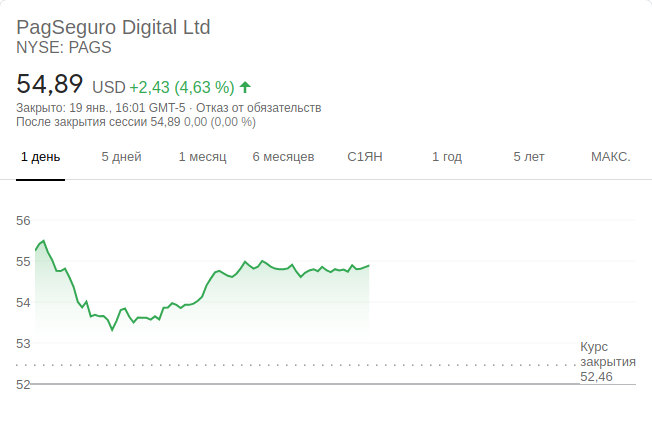 PagSeguro Digital Ltd
NYSE: PAGS
54,89 USD +2,43 (4,63 %)
Закрыто: 19 янв., 16:01 GMT-5 · Отказ от обязательств
После закрытия сессии 54,89 0,00 (0,00 %)
1 день 5 дней 1 месяц 6 месяцев С1ЯН 1 год 5 лет МАКС.
56
55
54
53
Курс
закрытия
52,46
52